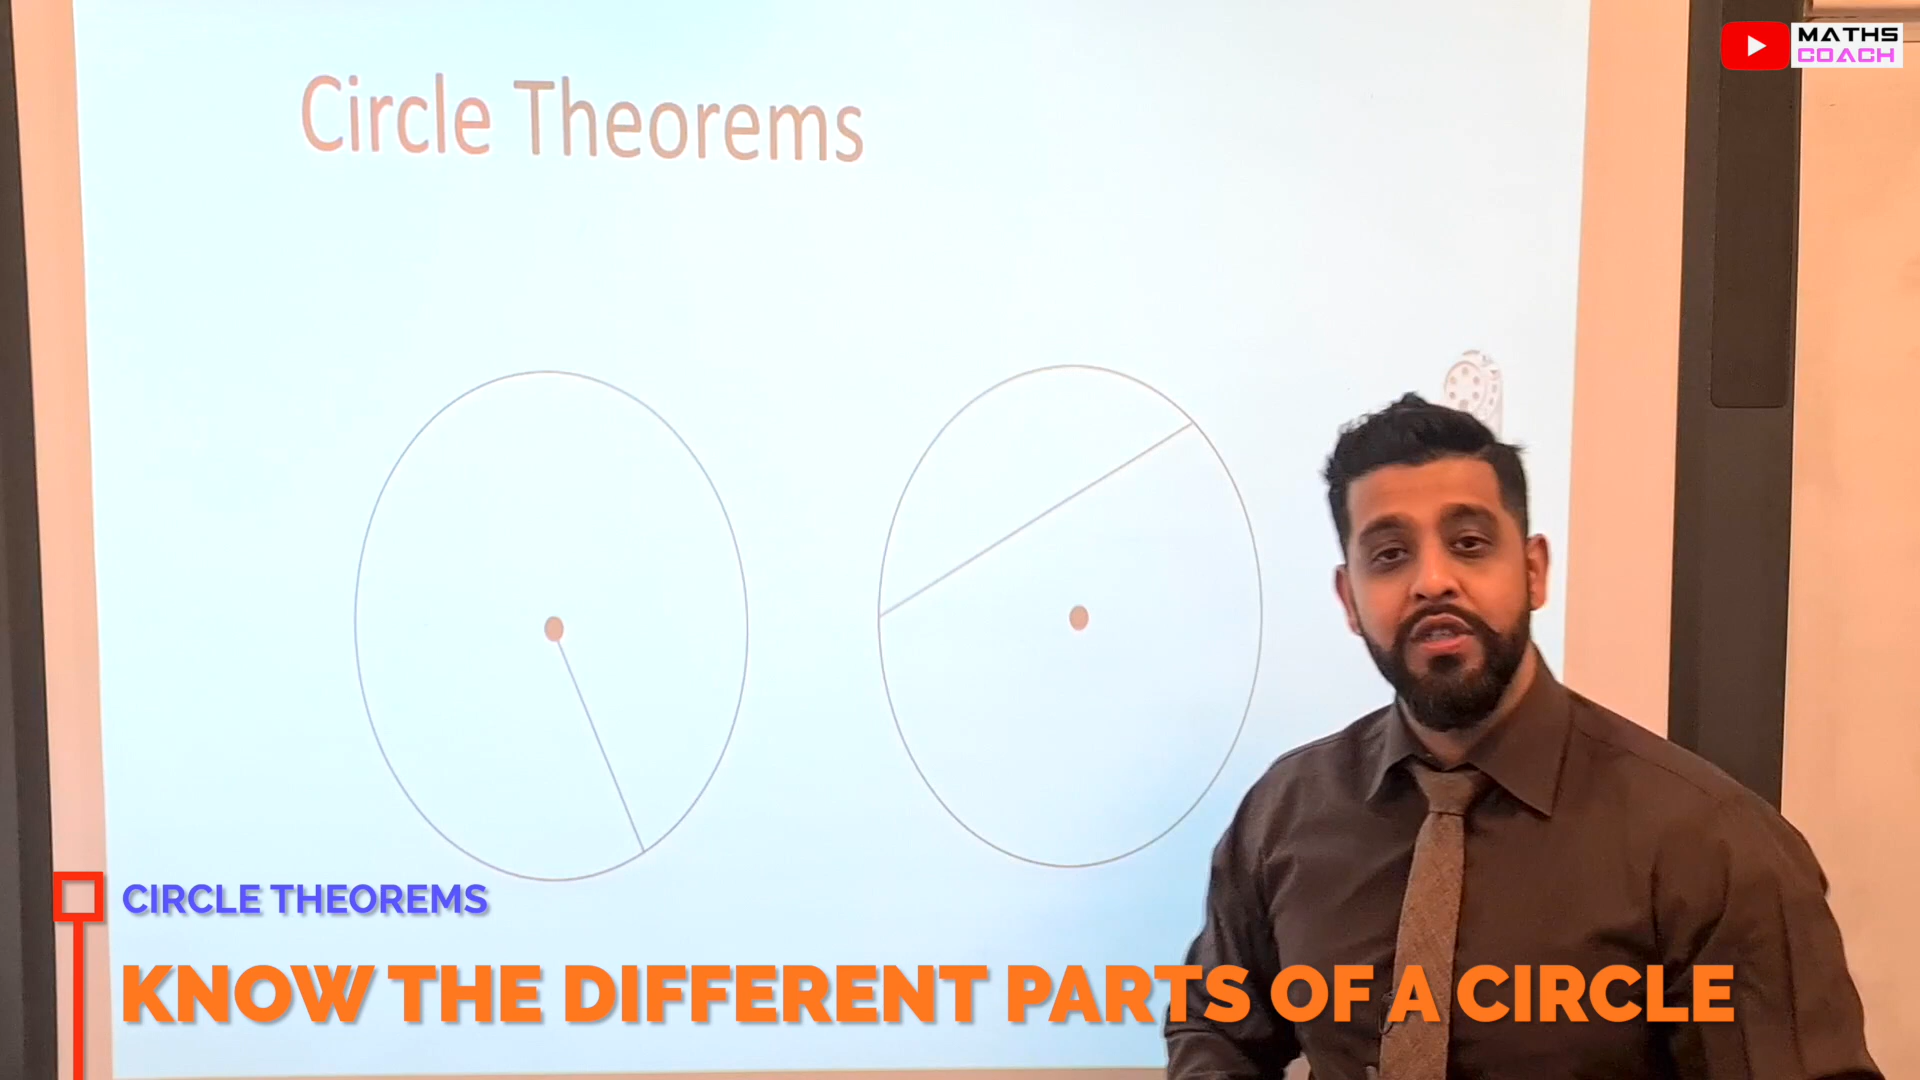 MATHS
COACH
Circle Theorems
CIRCLE THEOREMS
KNOW THE DIFFERENT PARTS OF A CIRCLE